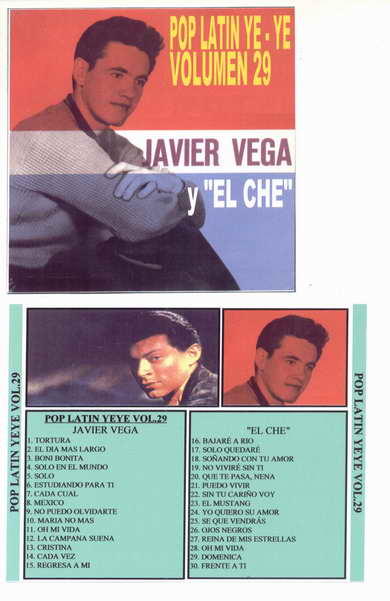 POP LATIN YE - YE
VOLUMEN 29
JAVIER VEGA
y "EL CHE"
POP LATIN YEYE VOL.29
POP LATIN YEYE VOL.29
JAVIER VEGA
1. TORTURA
2. EL DIA MAS LARGO
3. BONI BONITA
4. SOLO EN EL MUNDO
5. SOLO
6. ESTUDIANDO PARA TI
7. CADA CUAL
8. MEXICO
9. NO PUEDO OLVIDARTE
10. MARIA NO MAS
11. OH MI VIDA
12. LA CAMPANA SUENA
13. CRISTINA
14. CADA VEZ
15. REGRESA A MI
"EL CHE"
16. BAJARÉ A RIO
17. SOLO QUEDARÉ
18. SOÑANDO CON TU AMOR
19. NO VIVIRÉ SIN TI
20. QUE TE PASA, NENA
21. PUEDO VIVIR
22. SIN TU CARIÑO VOY
23. EL MUSTANG
24. YO QUIERO SU AMOR
25. SE QUE VENDRÁS
26. OJOS NEGROS
27. REINA DE MIS ESTRELLAS
28. OH MI VIDA
29. DOMENICA
30. FRENTE A TI
POP LATIN YEYE VOL.29